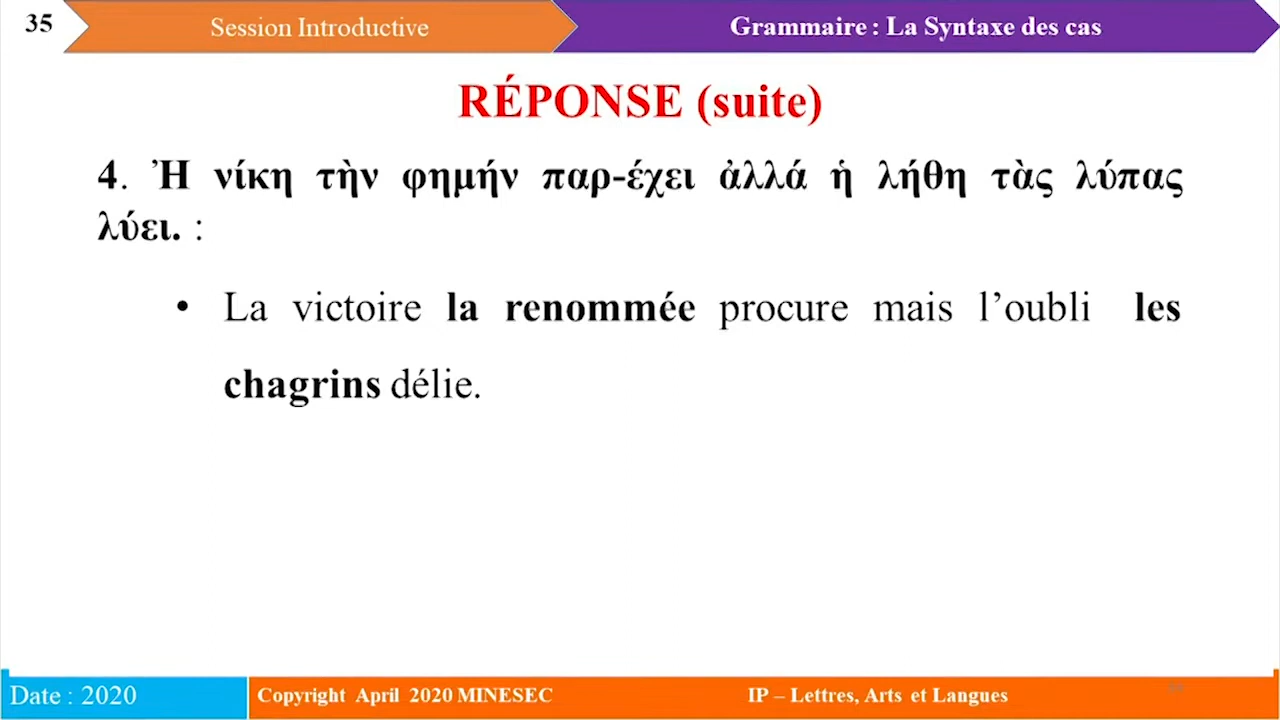 35 Session Introductive Grammaire : La Syntaxe des cas
RÉPONSE (suite)
4. Ἠ νίκη τὴν φημήν παρ-έχει ἀλλά ἡ λήθη τὰς λύπας
λύει. :
• La victoire la renommée procure mais l’oubli les
chagrins délie.
Date : 2020 Copyright April 2020 MINESEC IP – Lettres, Arts et Langues